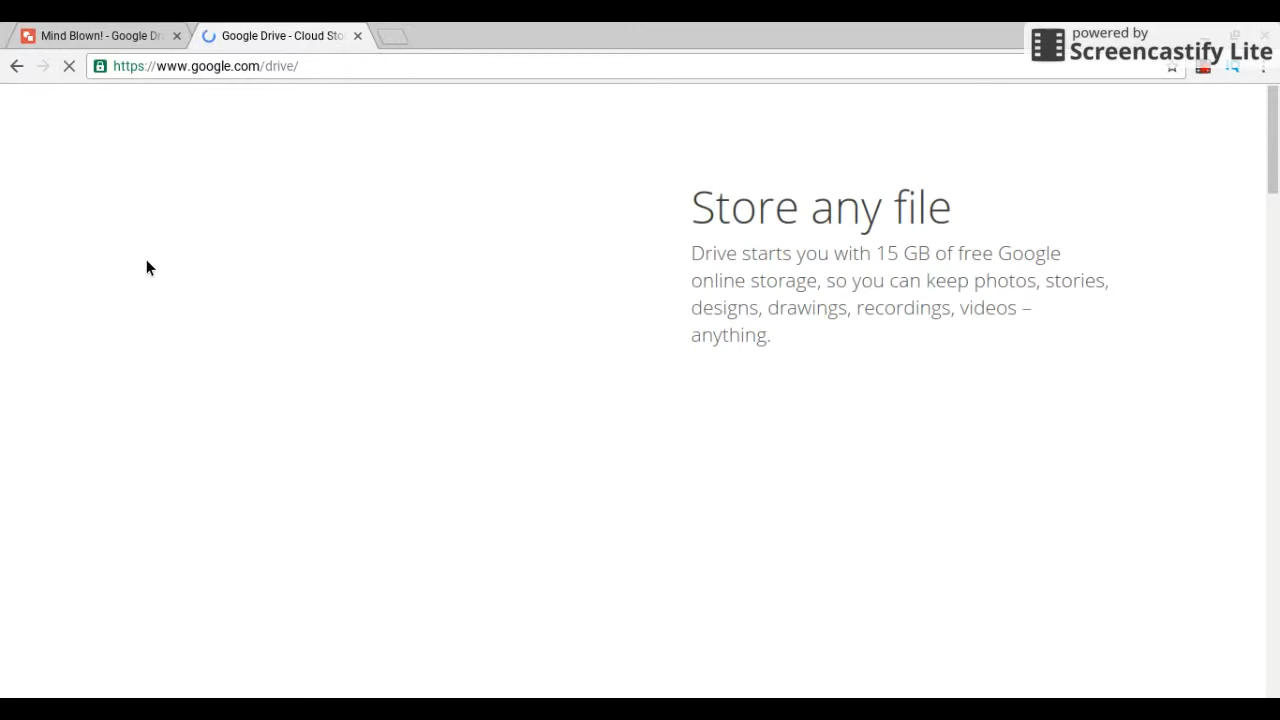 Mind Blown! - Google Dr
Google Drive - Cloud Sto
powered by
Screencastify Lite
https://www.google.com/drive/
Store any file
Drive starts you with 15 GB of free Google
online storage, so you can keep photos, stories,
designs, drawings, recordings, videos –
anything.